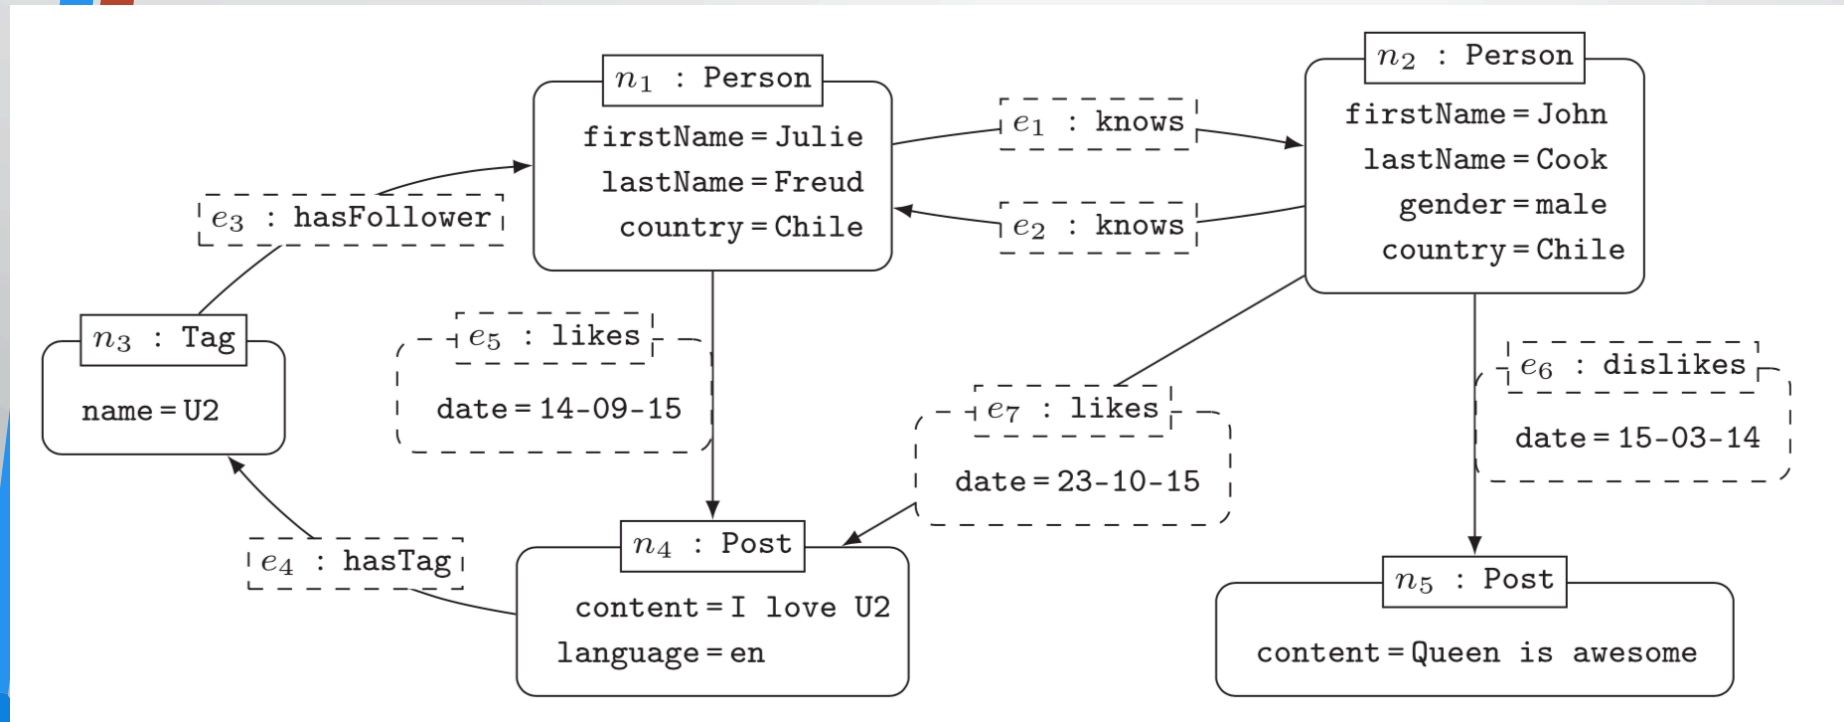 n₁ : Person
firstName = Julie
lastName = Freud
country = Chile
e₁ : knows
e₂ : knows
n₂ : Person
firstName = John
lastName = Cook
gender = male
country = Chile
e₃ : hasFollower
n₃ : Tag
name = U2
e₅ : likes
date = 14-09-15
e₇ : likes
date = 23-10-15
e₆ : dislikes
date = 15-03-14
e₄ : hasTag
n₄ : Post
content = I love U2
language = en
n₅ : Post
content = Queen is awesome